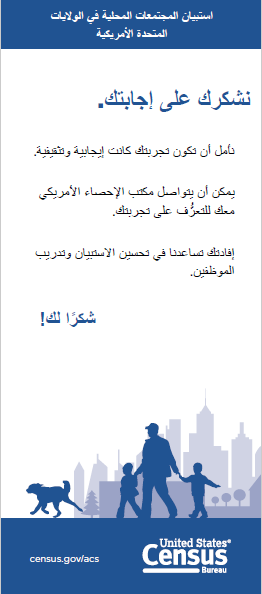 استبيان المجتمعات المحلية في الولايات
المتحدة الأمريكية
نشكرك على إجابتك.
نأمل أن تكون تجربتك كانت إيجابية وتثقيفية.
يمكن أن يتواصل مكتب الإحصاء الأمريكي
معك للتعرُّف على تجربتك.
إفادتك تساعدنا في تحسين الاستبيان وتدريب
الموظفين.
شكرًا لك!
census.gov/acs
United States®
Census
Bureau